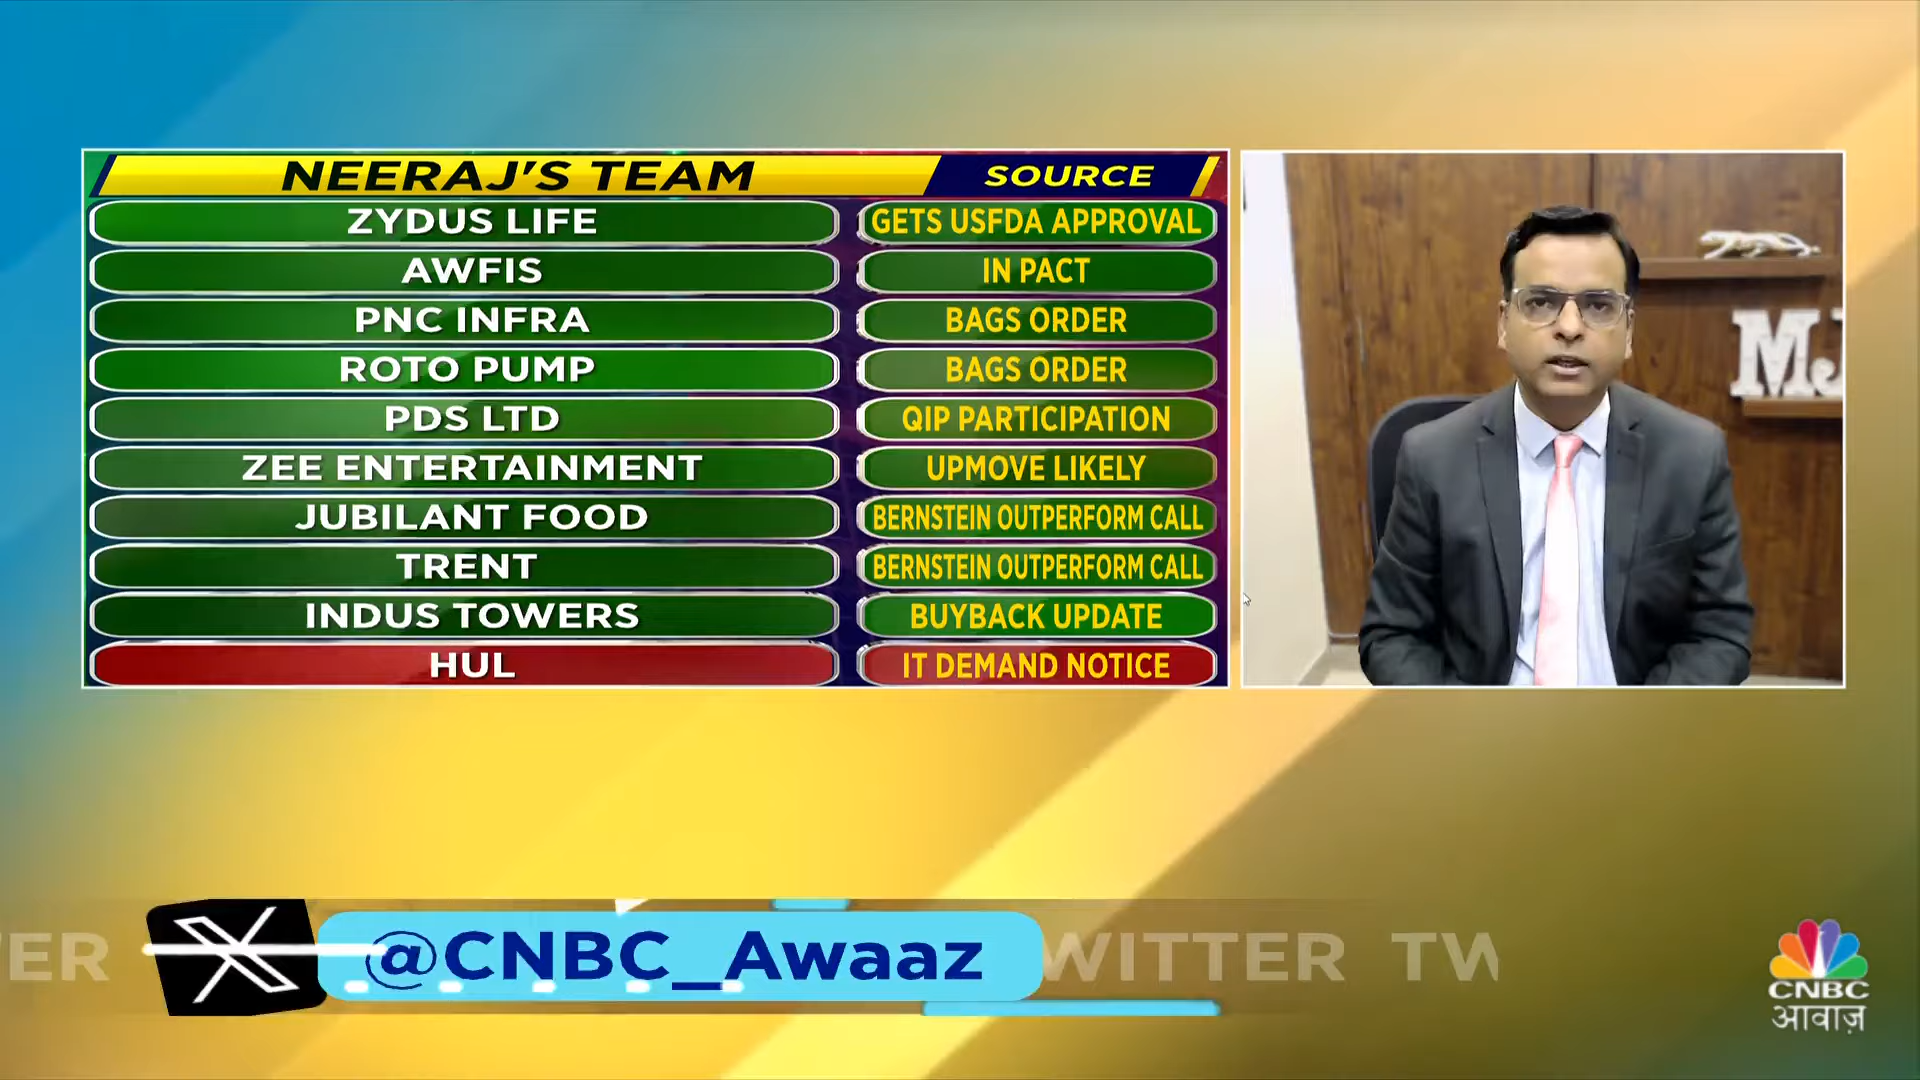 NEERAJ'S TEAM SOURCE
ZYDUS LIFE GETS USFDA APPROVAL
AWFIS IN PACT
PNC INFRA BAGS ORDER
ROTO PUMP BAGS ORDER
PDS LTD QIP PARTICIPATION
ZEE ENTERTAINMENT UPMOVE LIKELY
JUBILANT FOOD BERNSTEIN OUTPERFORM CALL
TRENT BERNSTEIN OUTPERFORM CALL
INDUS TOWERS BUYBACK UPDATE
HUL IT DEMAND NOTICE
MJ
ER X @CNBC_Awaaz WITTER TW
CNBC
आवाज़